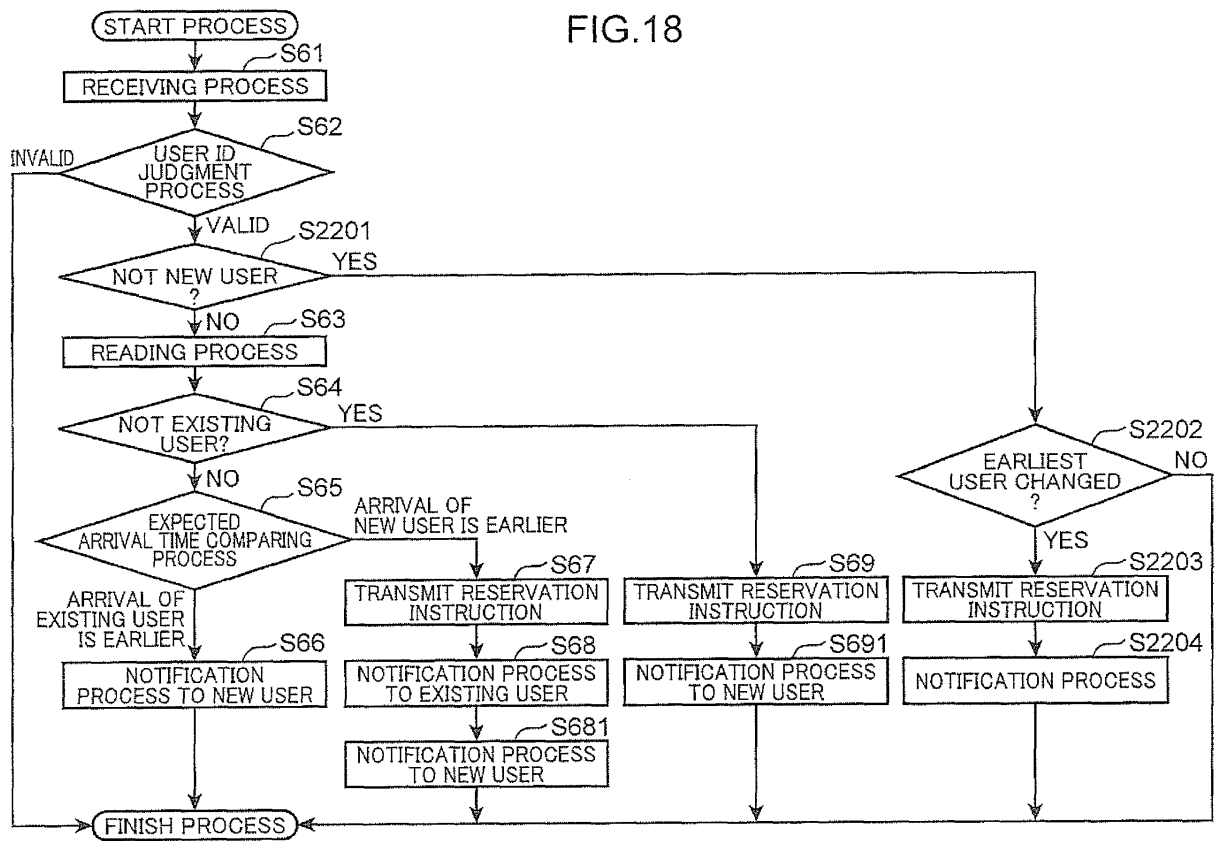 FIG.18
START PROCESS
S61
RECEIVING PROCESS
S62
USER ID
JUDGMENT
PROCESS
INVALID
VALID
S2201
NOT NEW USER
?
YES
NO
S63
READING PROCESS
S64
NOT EXISTING
USER?
YES
NO
S65
EXPECTED
ARRIVAL TIME COMPARING
PROCESS
ARRIVAL OF
NEW USER IS EARLIER
ARRIVAL OF
EXISTING USER
IS EARLIER
S66
NOTIFICATION
PROCESS TO NEW USER
S67
TRANSMIT RESERVATION
INSTRUCTION
S68
NOTIFICATION PROCESS
TO EXISTING USER
S681
NOTIFICATION PROCESS
TO NEW USER
S69
TRANSMIT RESERVATION
INSTRUCTION
S691
NOTIFICATION PROCESS
TO NEW USER
S2202
EARLIEST
USER CHANGED
?
NO
YES
S2203
TRANSMIT RESERVATION
INSTRUCTION
S2204
NOTIFICATION PROCESS
FINISH PROCESS